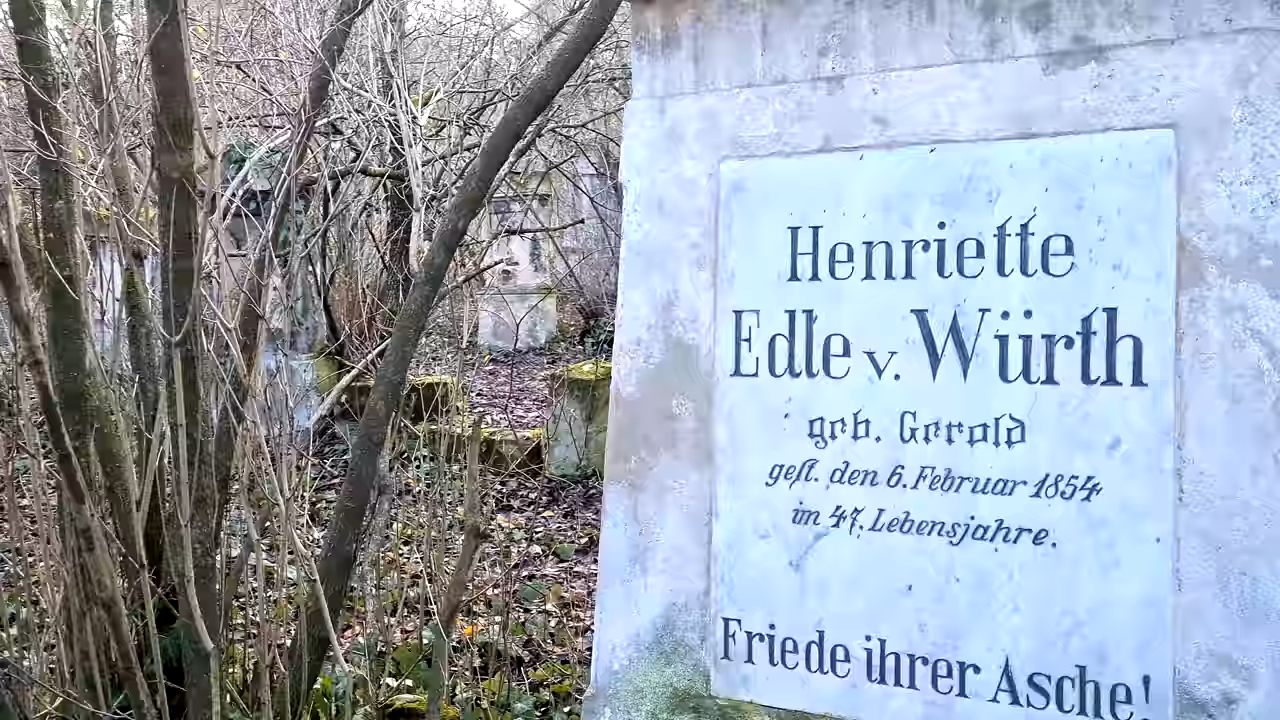 Henriette
Edle v. Würth
geb. Gerold
geſt. den 6. Februar 1854
im 47. Lebensjahre.
Friede ihrer Asche!